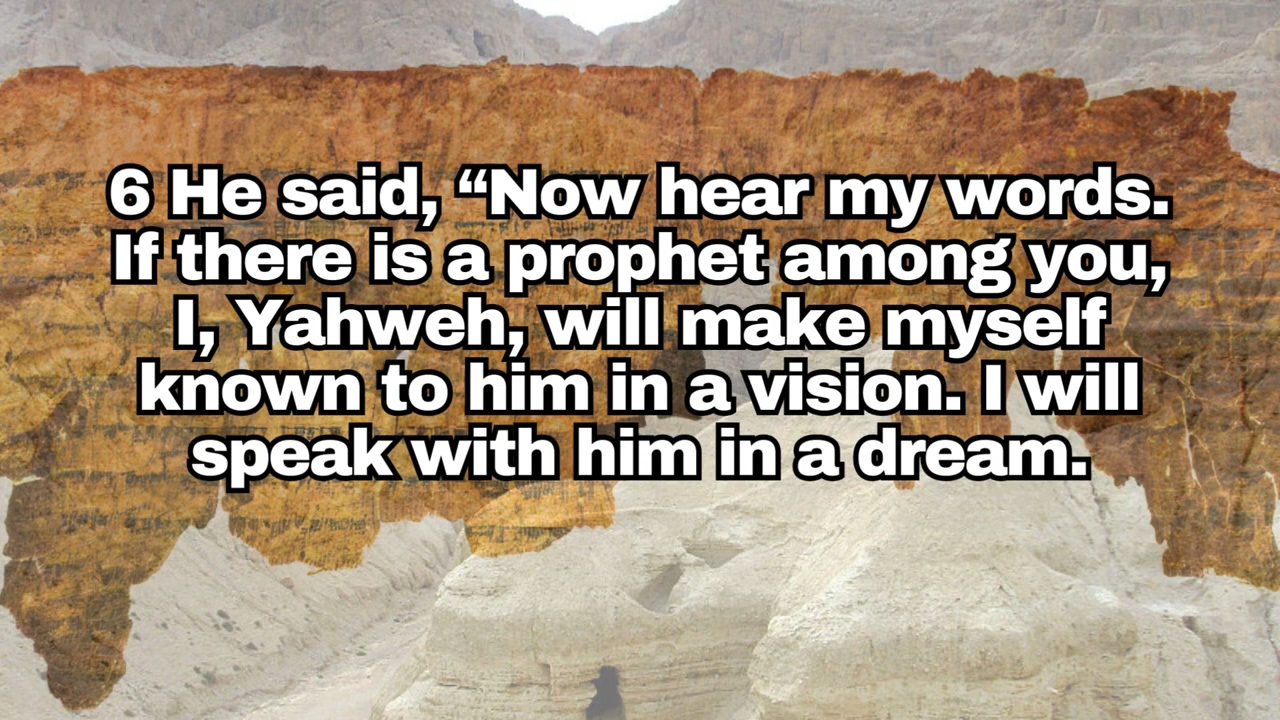 6 He said, “Now hear my words.
If there is a prophet among you,
I, Yahweh, will make myself
known to him in a vision. I will
speak with him in a dream.